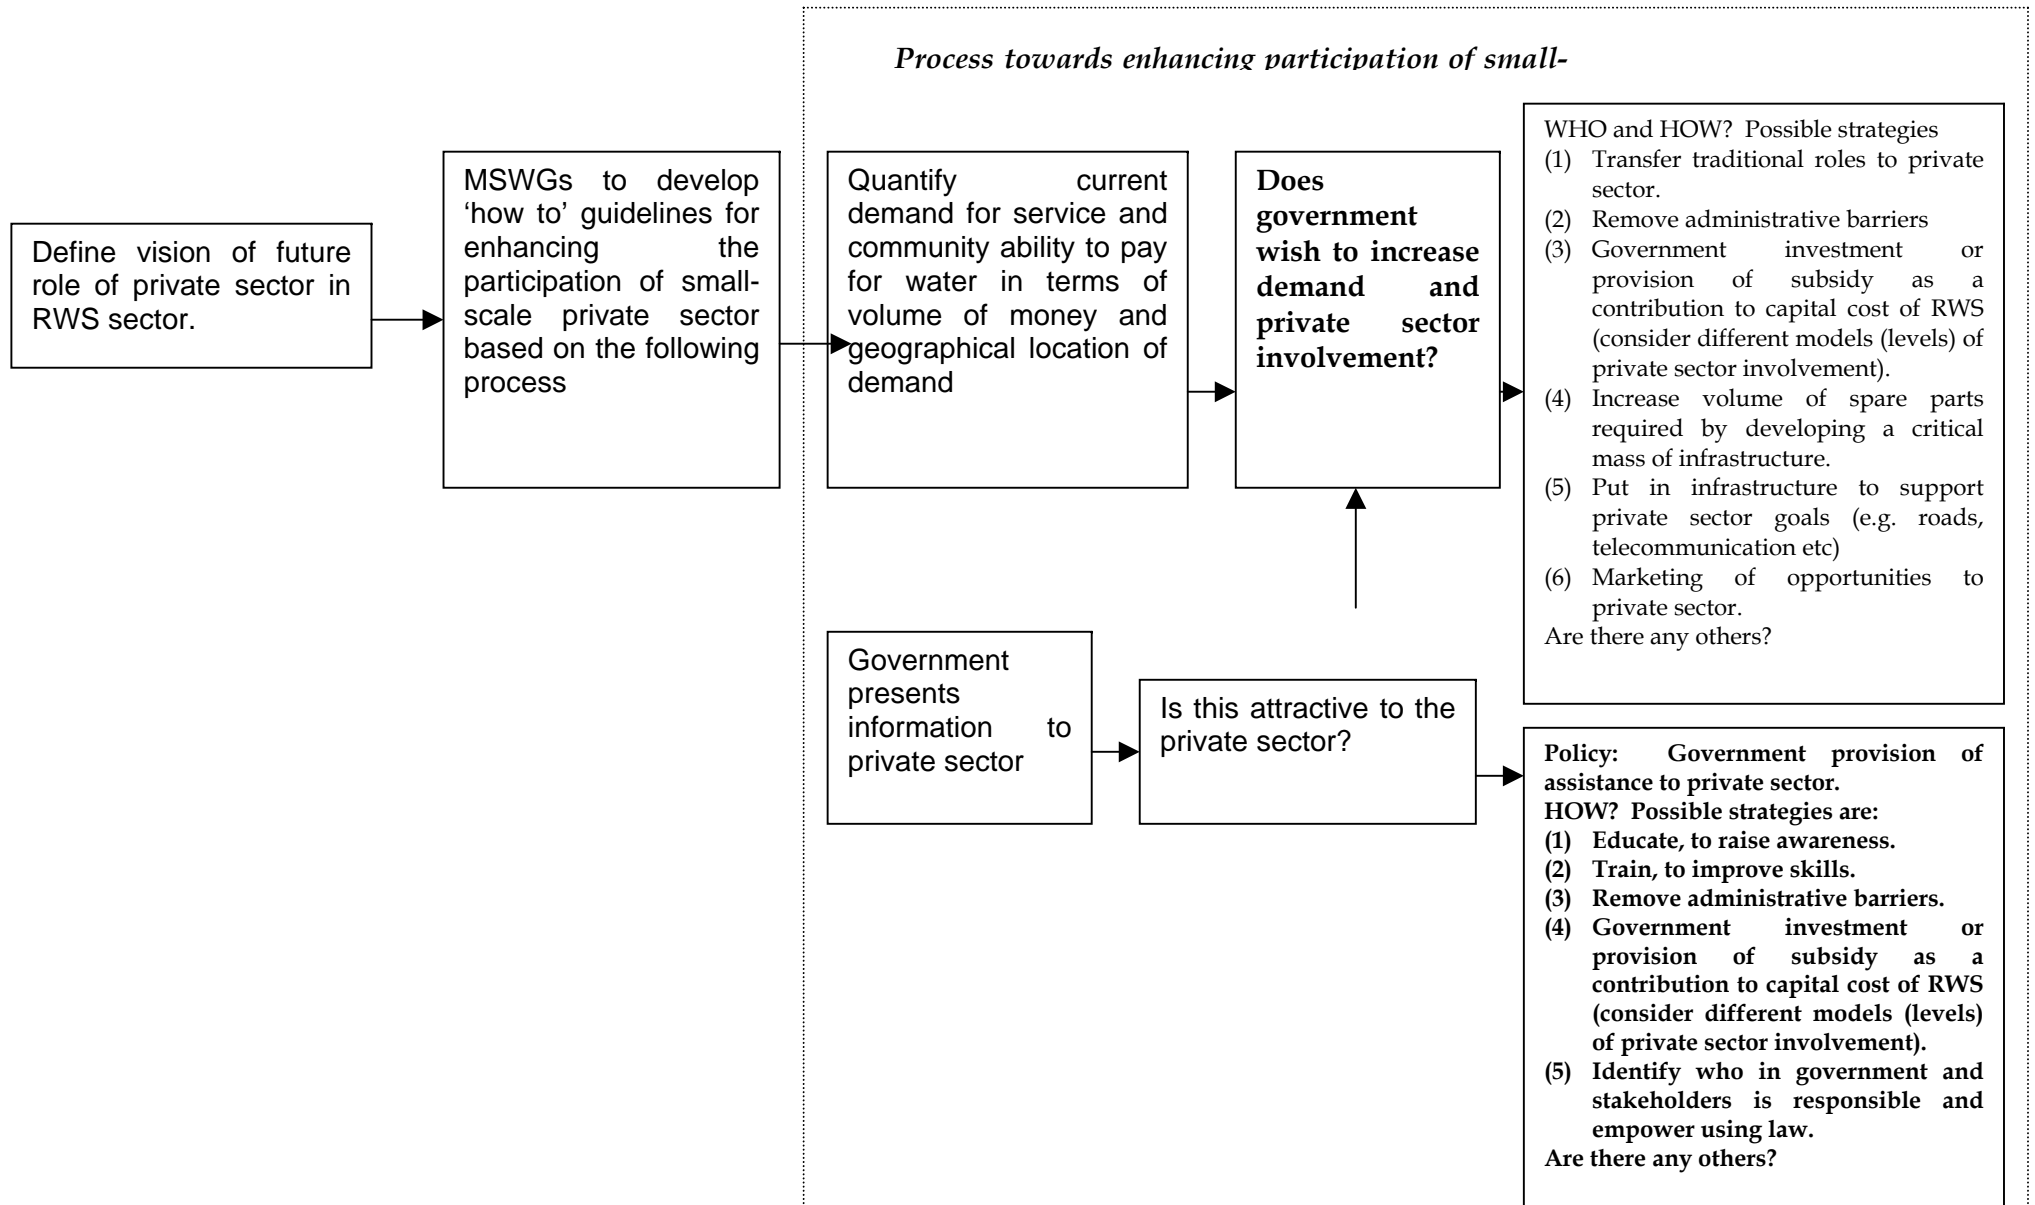 Process towards enhancing participation of small-
Define vision of future
role of private sector in
RWS sector.
MSWGs to develop
‘how to’ guidelines for
enhancing the
participation of small-
scale private sector
based on the following
process
Quantify current
demand for service and
community ability to pay
for water in terms of
volume of money and
geographical location of
demand
Does
government
wish to increase
demand and
private sector
involvement?
WHO and HOW? Possible strategies
(1) Transfer traditional roles to private
sector.
(2) Remove administrative barriers
(3) Government investment or
provision of subsidy as a
contribution to capital cost of RWS
(consider different models (levels) of
private sector involvement).
(4) Increase volume of spare parts
required by developing a critical
mass of infrastructure.
(5) Put in infrastructure to support
private sector goals (e.g. roads,
telecommunication etc)
(6) Marketing of opportunities to
private sector.
Are there any others?
Government
presents
information to
private sector
Is this attractive to the
private sector?
Policy: Government provision of
assistance to private sector.
HOW? Possible strategies are:
(1) Educate, to raise awareness.
(2) Train, to improve skills.
(3) Remove administrative barriers.
(4) Government investment or
provision of subsidy as a
contribution to capital cost of RWS
(consider different models (levels)
of private sector involvement).
(5) Identify who in government and
stakeholders is responsible and
empower using law.
Are there any others?